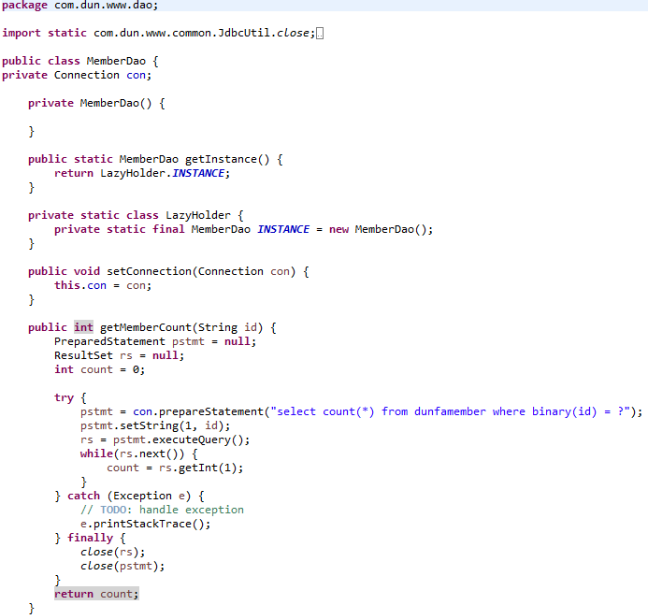 package com.dun.www.dao;
import static com.dun.www.common.JdbcUtil.close;
public class MemberDao {
private Connection con;
private MemberDao() {
}
public static MemberDao getInstance() {
return LazyHolder.INSTANCE;
}
private static class LazyHolder {
private static final MemberDao INSTANCE = new MemberDao();
}
public void setConnection(Connection con) {
this.con = con;
}
public int getMemberCount(String id) {
PreparedStatement pstmt = null;
ResultSet rs = null;
int count = 0;
try {
pstmt = con.prepareStatement("select count(*) from dunfamember where binary(id) = ?");
pstmt.setString(1, id);
rs = pstmt.executeQuery();
while(rs.next()) {
count = rs.getInt(1);
}
} catch (Exception e) {
// TODO: handle exception
e.printStackTrace();
} finally {
close(rs);
close(pstmt);
}
return count;
}